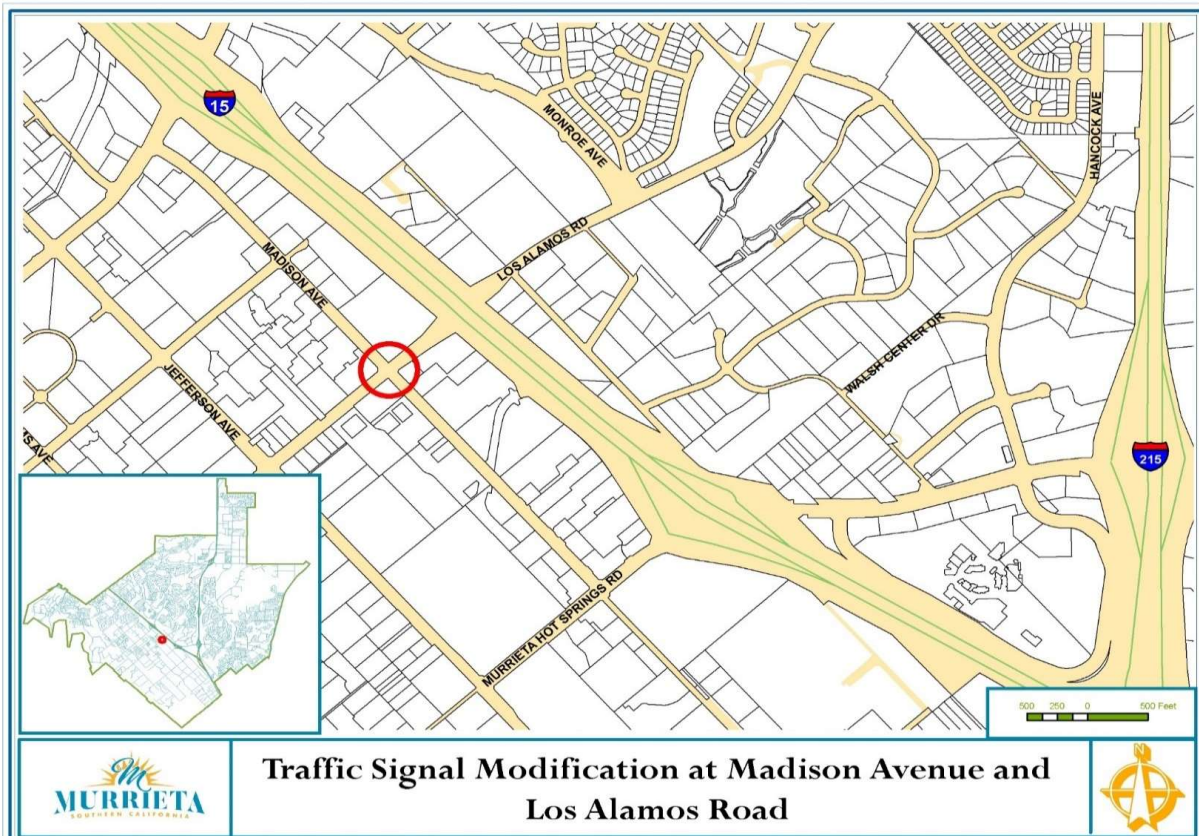 15
MONROE AVE
HANCOCK AVE
LOS ALAMOS RD
MADISON AVE
WALSH CENTER DR
JEFFERSON AVE
AVE
215
MURRIETA HOT SPRINGS RD
500 250 0 500 Feet
M
MURRIETA
SOUTHERN CALIFORNIA
Traffic Signal Modification at Madison Avenue and
Los Alamos Road
N